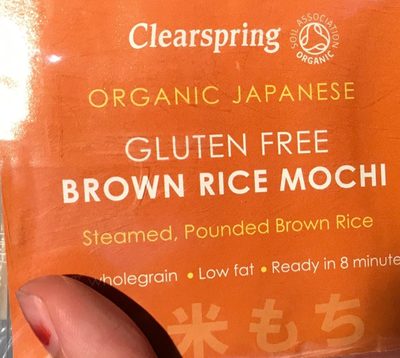 Clearspring
SOIL ASSOCIATION
ORGANIC
ORGANIC JAPANESE
GLUTEN FREE
BROWN RICE MOCHI
Steamed, Pounded Brown Rice
wholegrain • Low fat • Ready in 8 minute
米もち